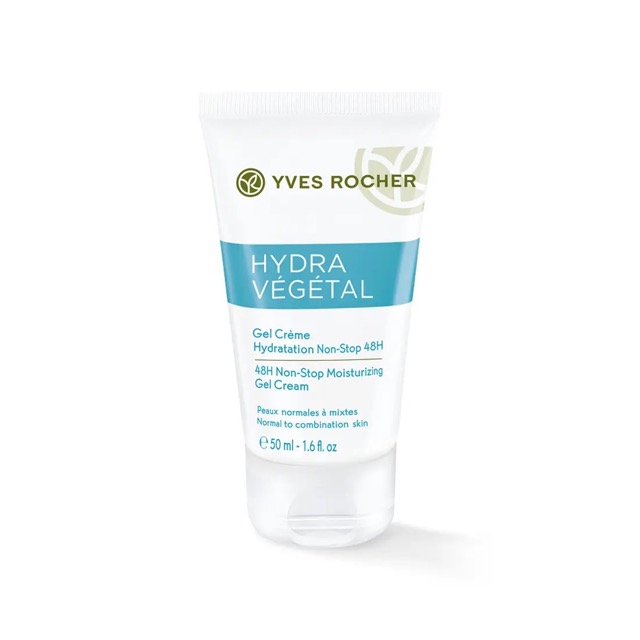 YVES ROCHER
HYDRA
VÉGÉTAL
Gel Crème
Hydratation Non-Stop 48H
48H Non-Stop Moisturizing
Gel Cream
Peaux normales à mixtes
Normal to combination skin
℮ 50 ml - 1.6 fl. oz